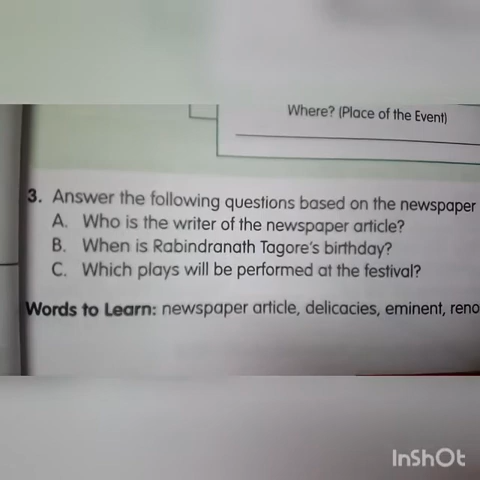 Where? (Place of the Event)
3. Answer the following questions based on the newspaper
A. Who is the writer of the newspaper article?
B. When is Rabindranath Tagore's birthday?
C. Which plays will be performed at the festival?
Words to Learn: newspaper article, delicacies, eminent, reno
InShOt